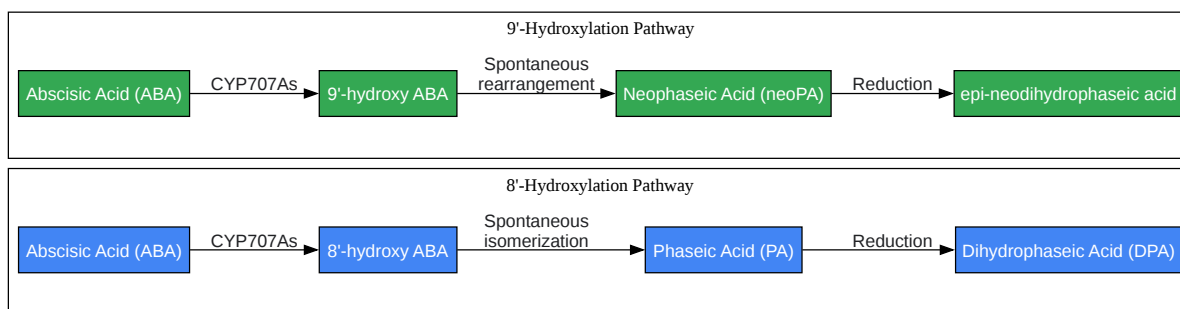 9'-Hydroxylation Pathway
Abscisic Acid (ABA)
CYP707As
9'-hydroxy ABA
Spontaneous
rearrangement
Neophaseic Acid (neoPA)
Reduction
epi-neodihydrophaseic acid
8'-Hydroxylation Pathway
Abscisic Acid (ABA)
CYP707As
8'-hydroxy ABA
Spontaneous
isomerization
Phaseic Acid (PA)
Reduction
Dihydrophaseic Acid (DPA)